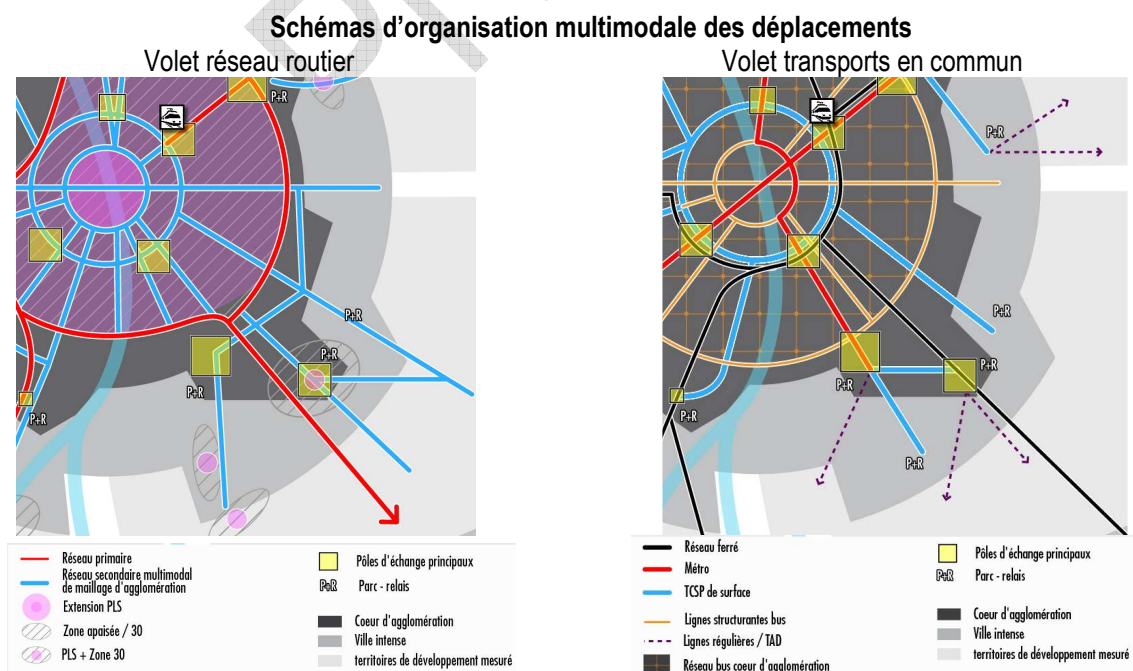 Schémas d'organisation multimodale des déplacements
Volet réseau routier
Volet transports en commun
P+R
P+R
P+R
P+R
P+R
P+R
P+R
P+R
P+R
P+R
Réseau primaire
Réseau secondaire multimodal
de maillage d'agglomération
Extension PLS
Zone apaisée / 30
PLS + Zone 30
Pôles d'échange principaux
P+R Parc - relais
Coeur d'agglomération
Ville intense
territoires de développement mesuré
Réseau ferré
Métro
TCSP de surface
Lignes structurantes bus
Lignes régulières / TAD
Réseau bus coeur d'agglomération
Pôles d'échange principaux
P+R Parc - relais
Coeur d'agglomération
Ville intense
territoires de développement mesuré